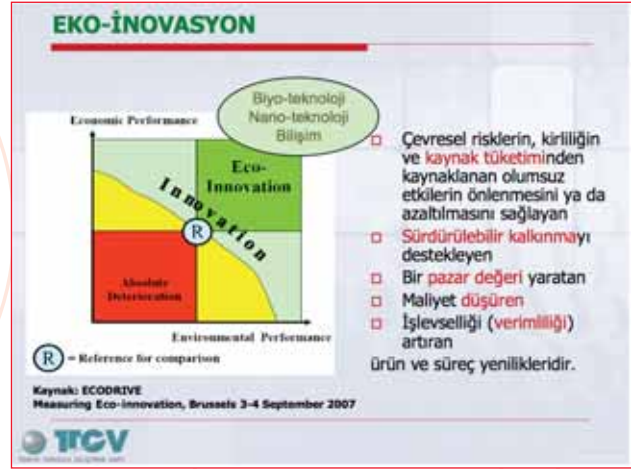 EKO-İNOVASYON
Biyo-teknoloji
Nano-teknoloji
Bilişim
Economic Performance
Eco-
Innovation
Innovation
R
Absolute
Deterioration
Environmental Performance
R = Reference for comparison
Kaynak: ECODRIVE
Measuring Eco-innovation, Brussels 3-4 September 2007
Çevresel risklerin, kirliliğin
ve kaynak tüketiminden
kaynaklanan olumsuz
etkilerin önlenmesini ya da
azaltılmasını sağlayan
Sürdürülebilir kalkınmayı
destekleyen
Bir pazar değeri yaratan
Maliyet düşüren
İşlevselliği (verimliliği)
artıran
ürün ve süreç yenilikleridir.
TTGV